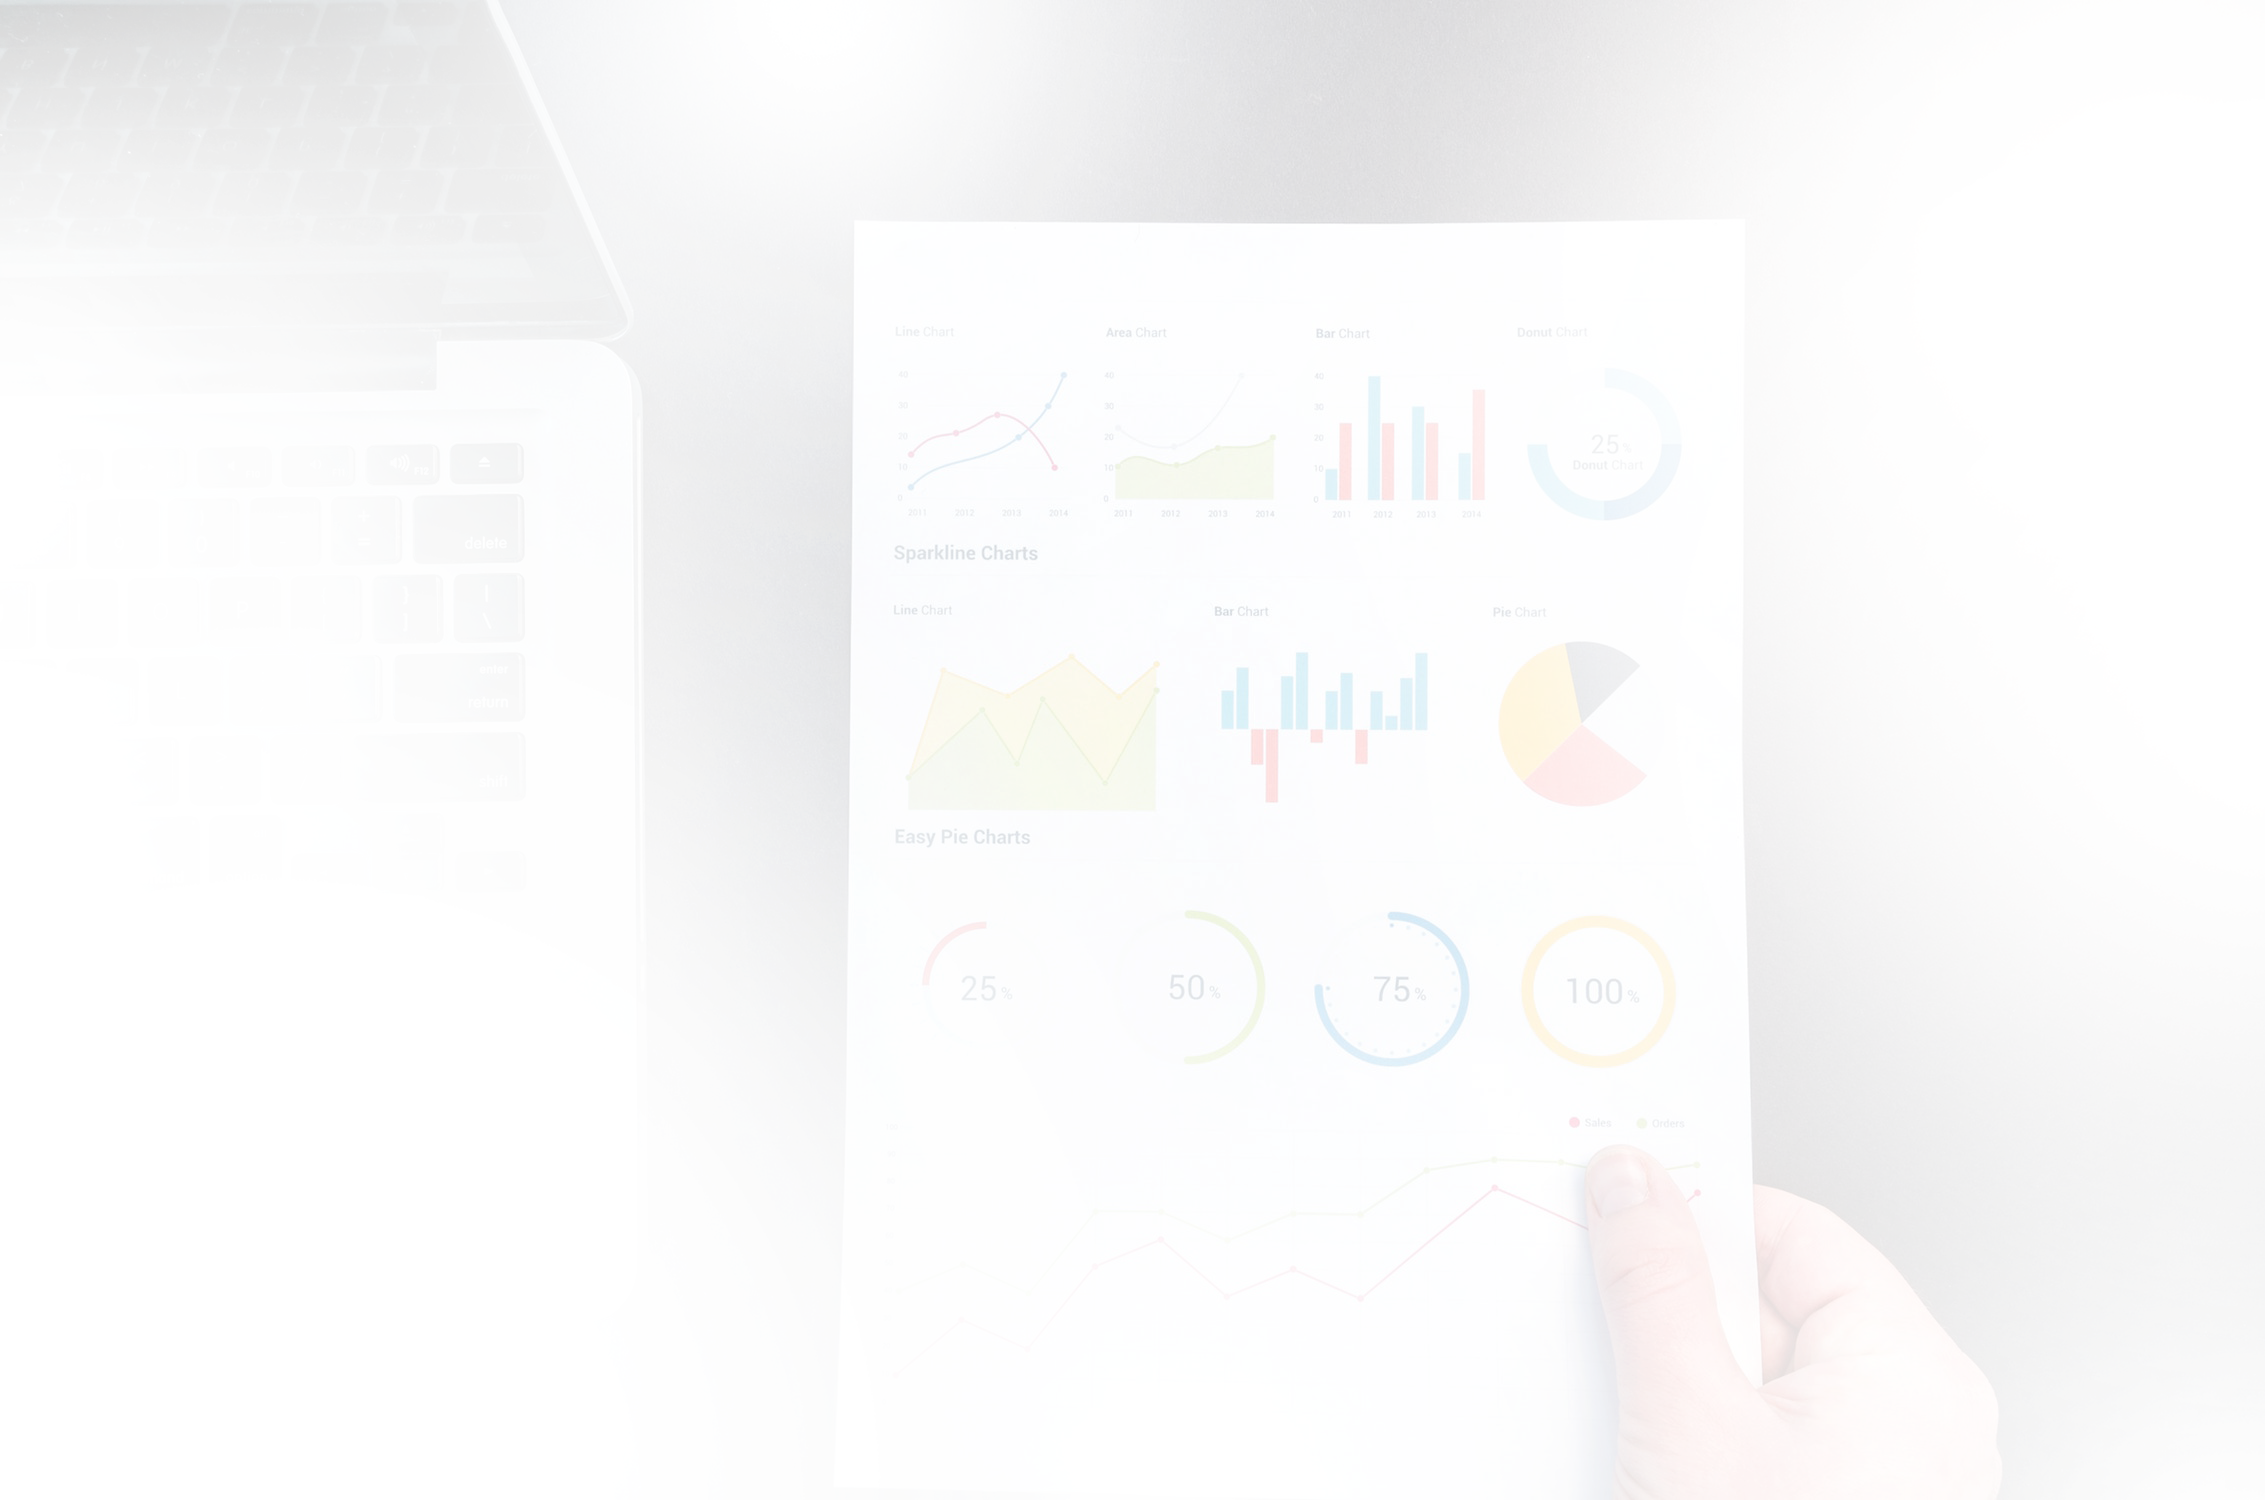 delete
enter
return
Line Chart
40
30
20
10
0
2011 2012 2013 2014
Area Chart
40
30
20
10
0
2011 2012 2013 2014
Bar Chart
40
30
20
10
0
2011 2012 2013 2014
Donut Chart
25%
Donut Chart
Sparkline Charts
Line Chart
Bar Chart
Pie Chart
Easy Pie Charts
25%
50%
75%
100%
Sales Orders